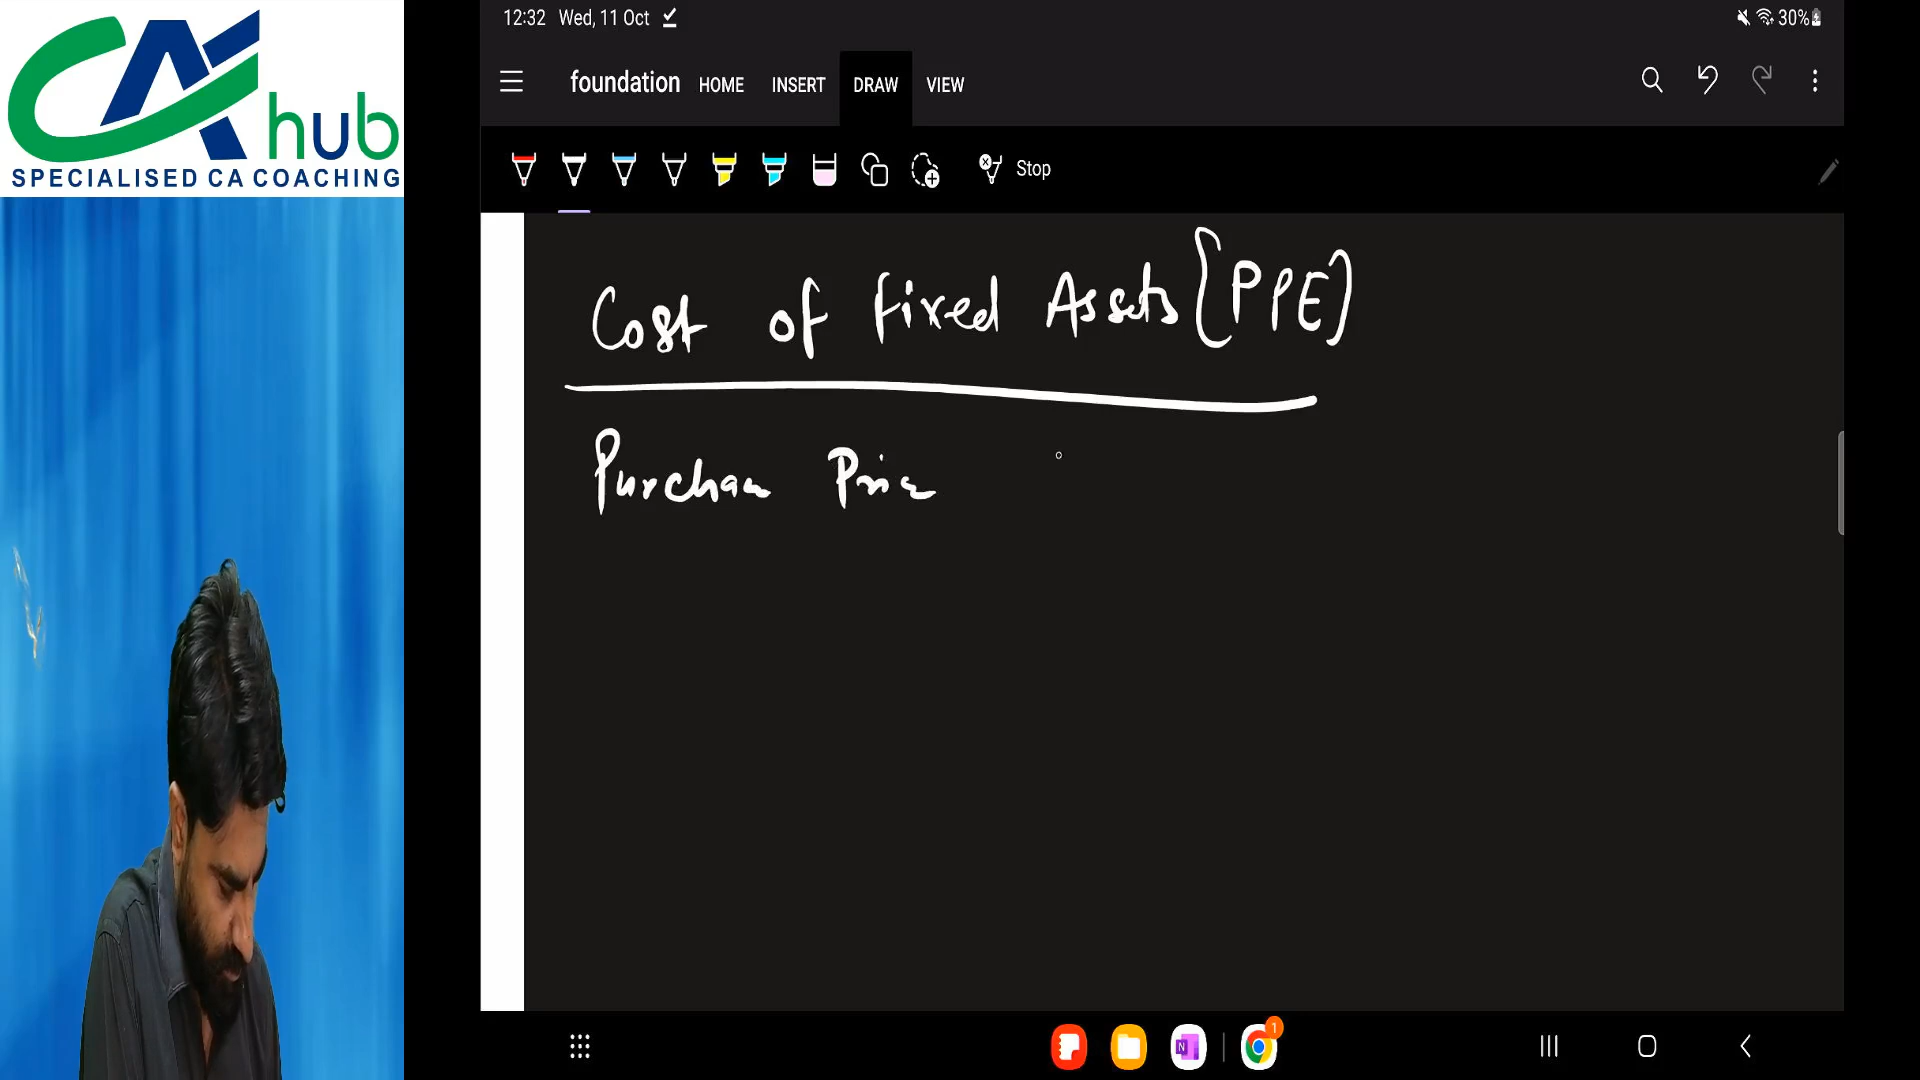 CA hub
SPECIALISED CA COACHING
12:32 Wed, 11 Oct
30%
foundation HOME INSERT DRAW VIEW
Stop
Cost of Fixed Assets (PPE)
Purchase Price
1